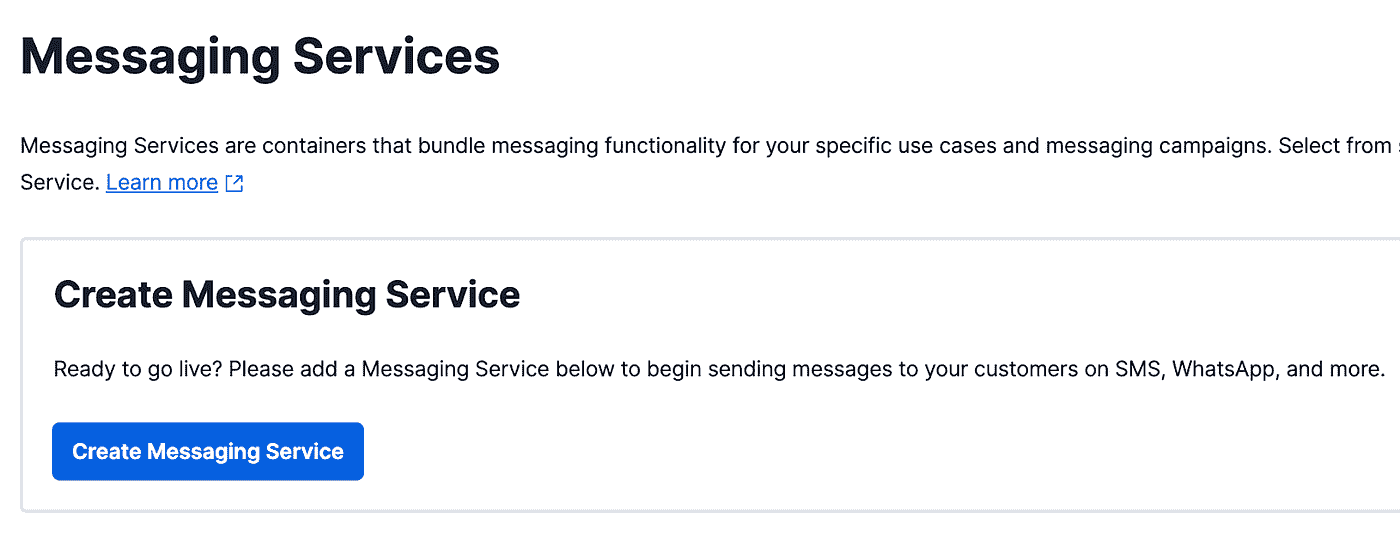 Messaging Services
Messaging Services are containers that bundle messaging functionality for your specific use cases and messaging campaigns. Select from
Service. Learn more
Create Messaging Service
Ready to go live? Please add a Messaging Service below to begin sending messages to your customers on SMS, WhatsApp, and more.
Create Messaging Service